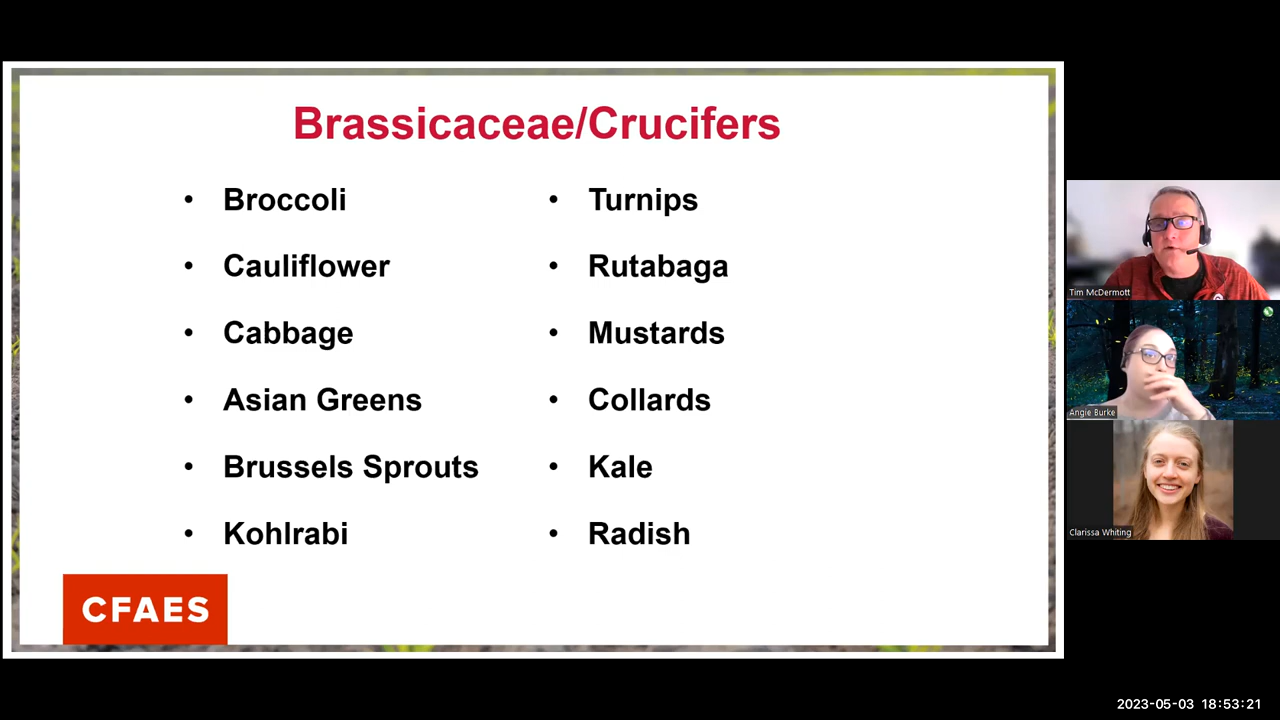 Brassicaceae/Crucifers
• Broccoli
• Cauliflower
• Cabbage
• Asian Greens
• Brussels Sprouts
• Kohlrabi
• Turnips
• Rutabaga
• Mustards
• Collards
• Kale
• Radish
CFAES
Tim McDermott
Angie Burke
Clarissa Whiting
2023-05-03 18:53:21